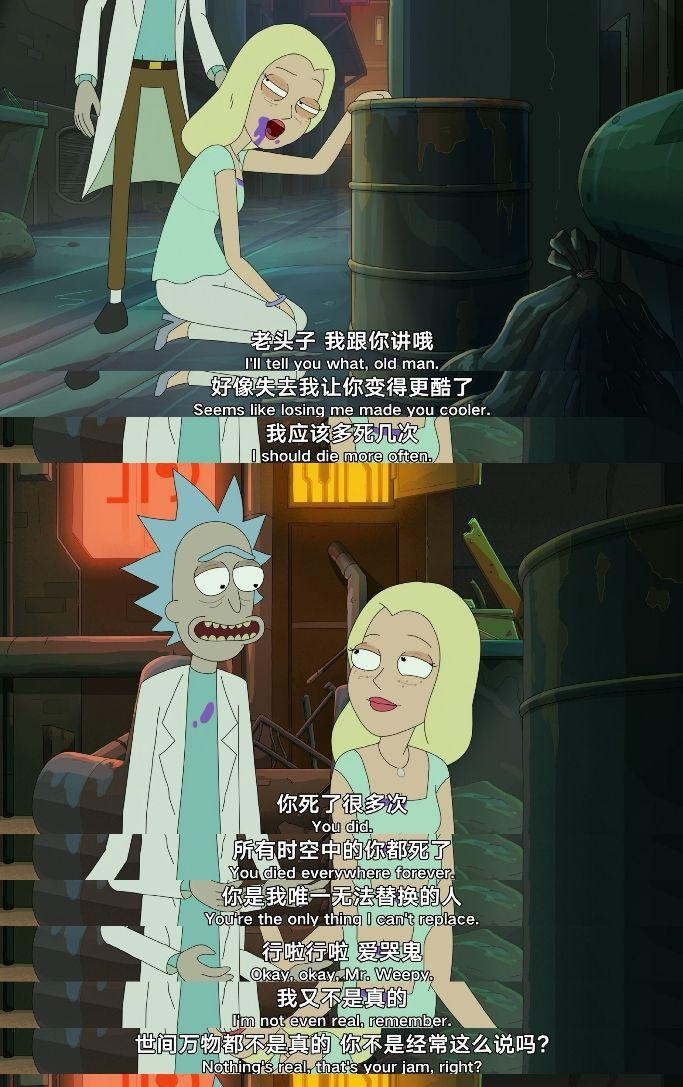 老头子 我跟你讲哦
I'll tell you what, old man.
好像失去我让你变得更酷了
Seems like losing me made you cooler.
我应该多死几次
I should die more often.
你死了很多次
You did.
所有时空中的你都死了
You died everywhere forever.
你是我唯一无法替换的人
You're the only thing I can't replace.
行啦行啦 爱哭鬼
Okay, okay, Mr. Weepy.
我又不是真的
I'm not even real, remember.
世间万物都不是真的 你不是经常这么说吗?
Nothing's real, that's your jam, right?